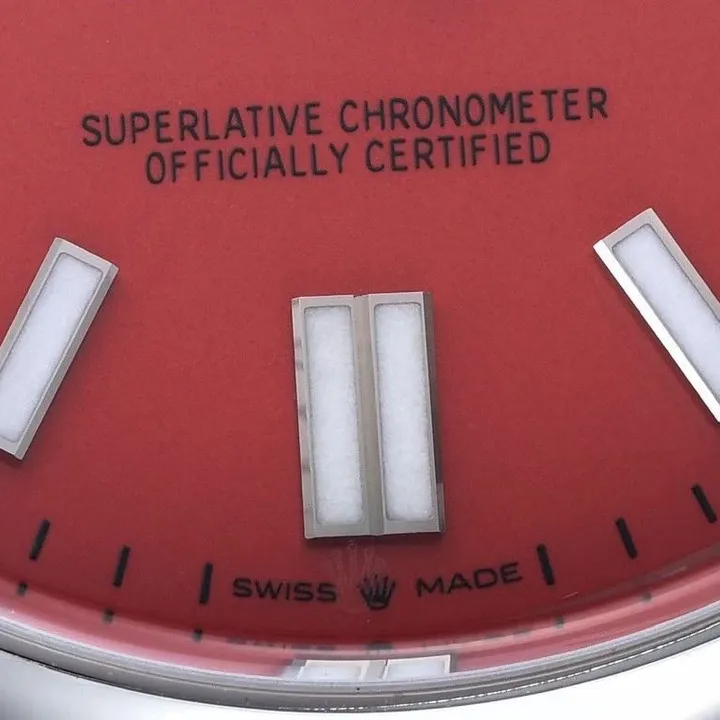 SUPERLATIVE CHRONOMETER
OFFICIALLY CERTIFIED
SWISS MADE